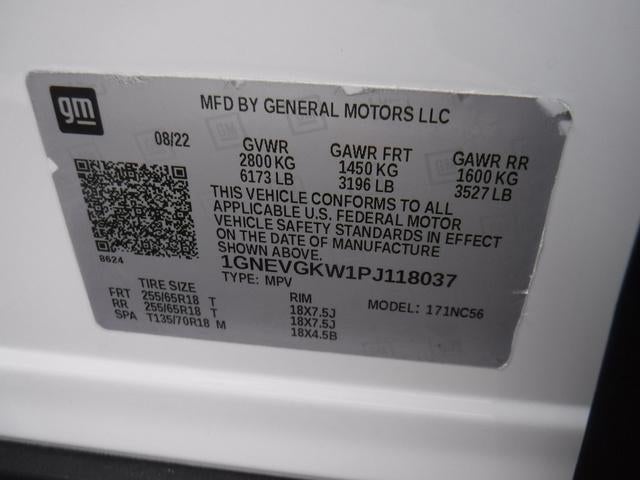 gm
MFD BY GENERAL MOTORS LLC
08/22 GVWR GAWR FRT GAWR RR
2800 KG 1450 KG 1600 KG
6173 LB 3196 LB 3527 LB
THIS VEHICLE CONFORMS TO ALL
APPLICABLE U.S. FEDERAL MOTOR
VEHICLE SAFETY STANDARDS IN EFFECT
ON THE DATE OF MANUFACTURE
SHOWN ABOVE.
8624
1GNEVGKW1PJ118037
TYPE: MPV
TIRE SIZE RIM MODEL: 171NC56
FRT 255/65R18 T 18X7.5J
RR 255/65R18 T 18X7.5J
SPA T135/70R18 M 18X4.5B